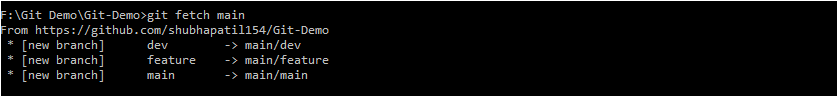 F:\Git Demo\Git-Demo>git fetch main
From https://github.com/shubhapatil154/Git-Demo
 * [new branch]      dev        -> main/dev
 * [new branch]      feature    -> main/feature
 * [new branch]      main       -> main/main